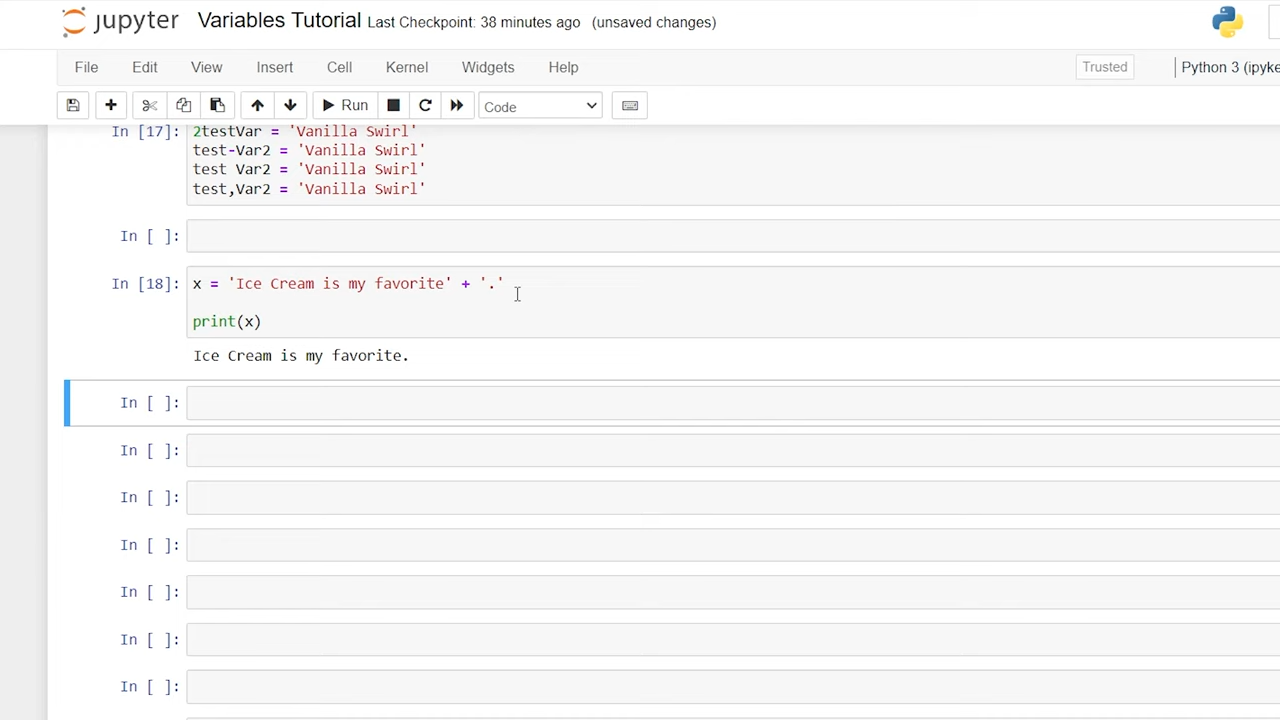 jupyter Variables Tutorial Last Checkpoint: 38 minutes ago (unsaved changes)
File Edit View Insert Cell Kernel Widgets Help Trusted Python 3 (ipyke
Run Code
In [17]: 2testVar = 'Vanilla Swirl'
test-Var2 = 'Vanilla Swirl'
test Var2 = 'Vanilla Swirl'
test,Var2 = 'Vanilla Swirl'
In [ ]:
In [18]: x = 'Ice Cream is my favorite' + '.'
print(x)
Ice Cream is my favorite.
In [ ]:
In [ ]:
In [ ]:
In [ ]:
In [ ]:
In [ ]:
In [ ]: